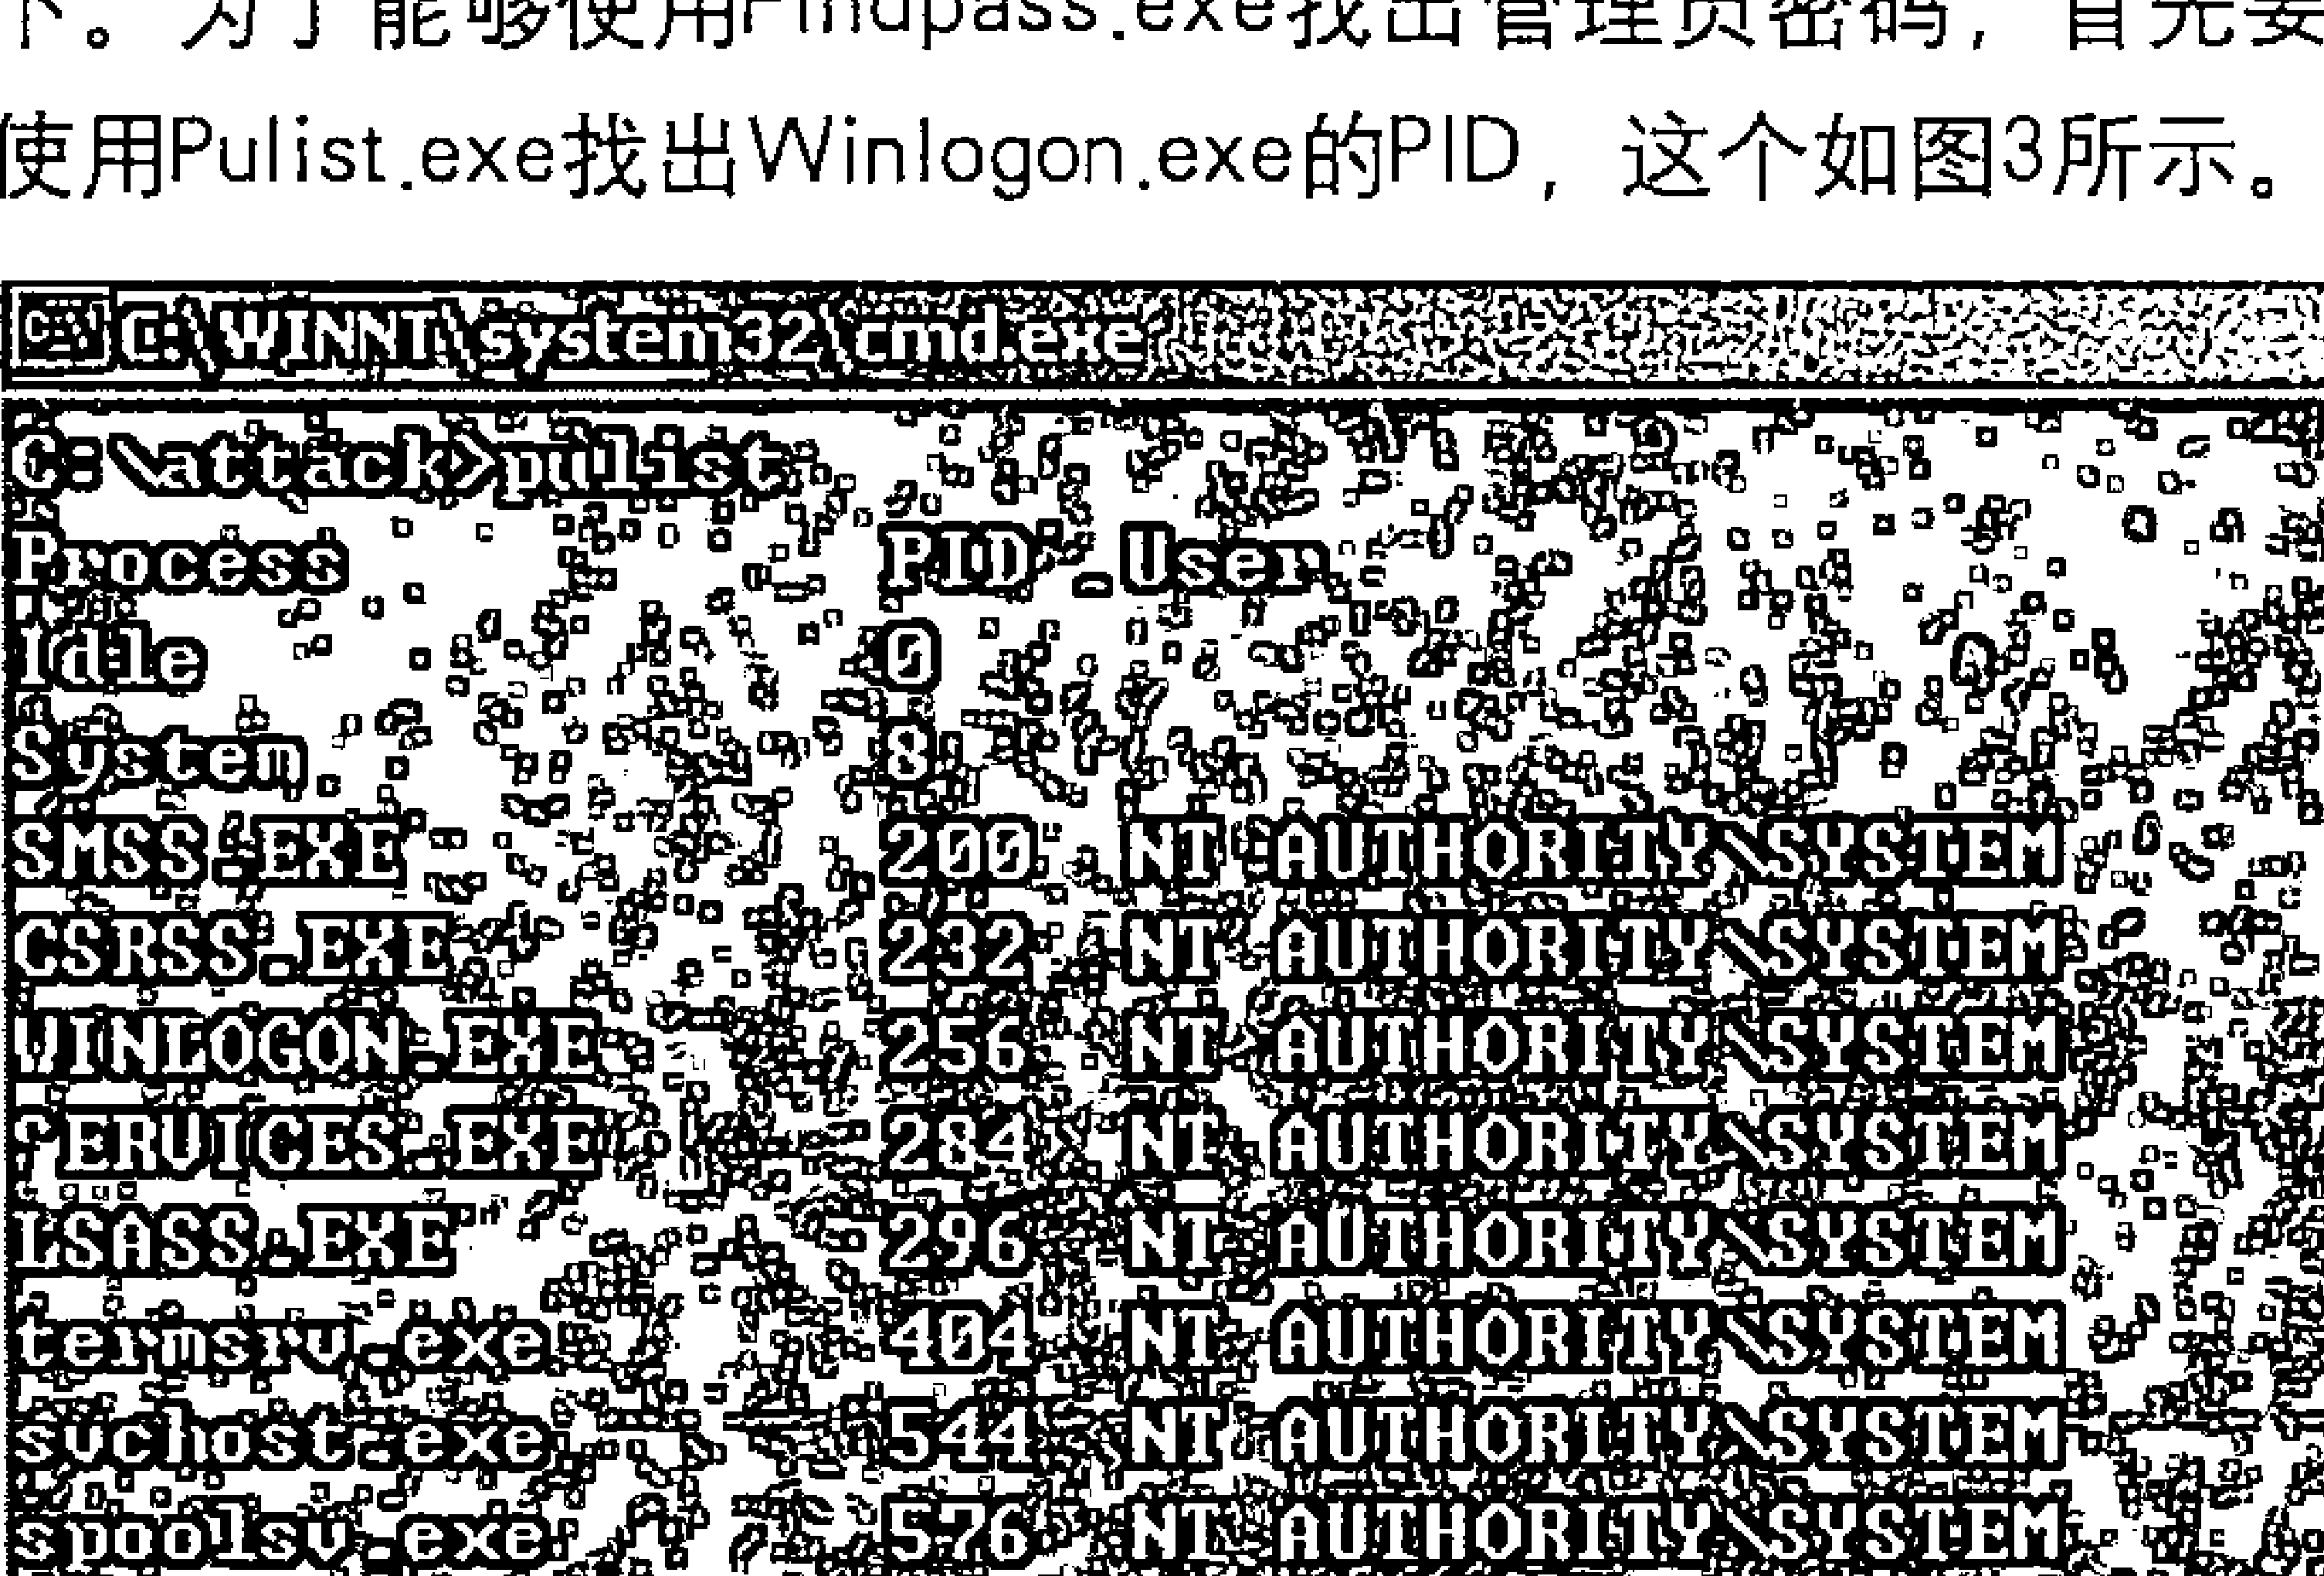 下。为了能够使用Findpass.exe找出管理员密码，首先要
使用Pulist.exe找出Winlogon.exe的PID，这个如图3所示。
C:\WINNT\system32\cmd.exe
C:\attack>pulist
Process PID User
Idle 0
System 8
SMSS.EXE 200 NT AUTHORITY\SYSTEM
CSRSS.EXE 232 NT AUTHORITY\SYSTEM
WINLOGON.EXE 256 NT AUTHORITY\SYSTEM
SERVICES.EXE 284 NT AUTHORITY\SYSTEM
LSASS.EXE 296 NT AUTHORITY\SYSTEM
termsrv.exe 404 NT AUTHORITY\SYSTEM
svchost.exe 544 NT AUTHORITY\SYSTEM
spoolsv.exe 576 NT AUTHORITY\SYSTEM